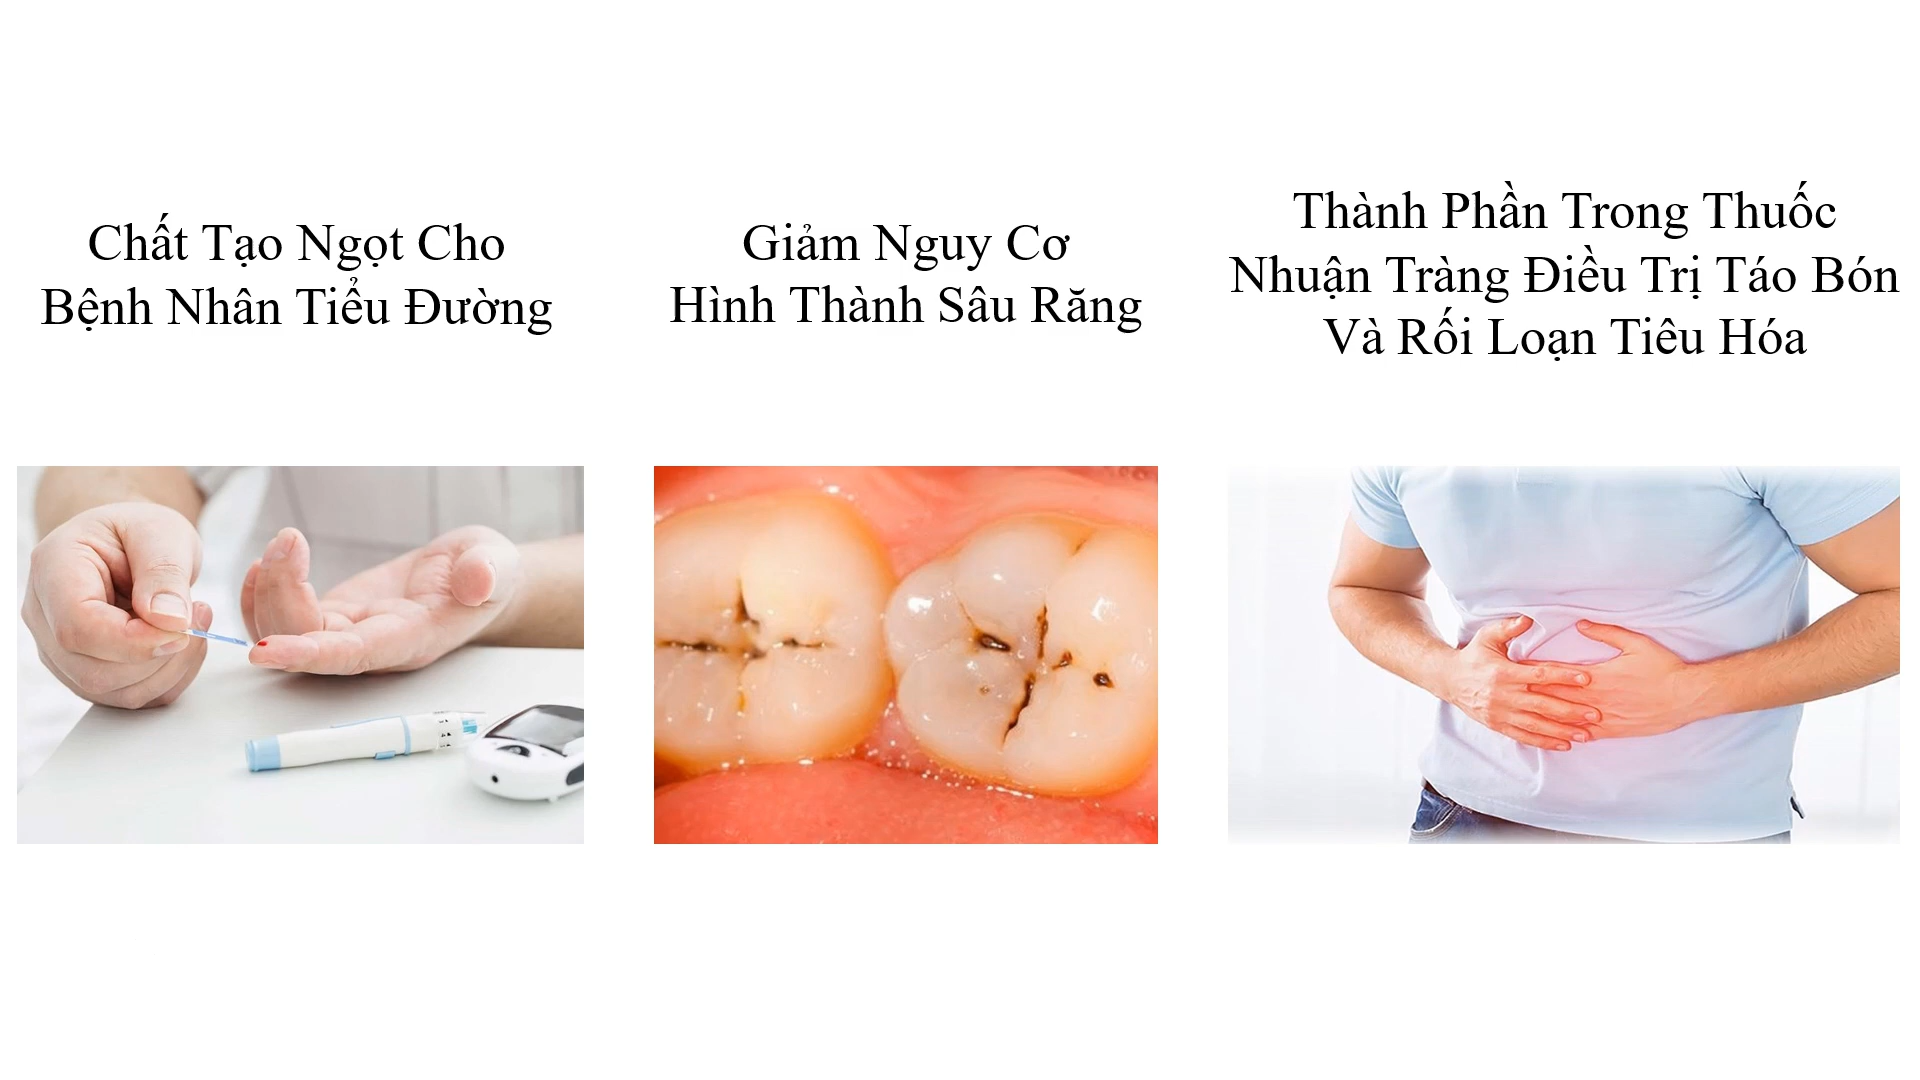 Chất Tạo Ngọt Cho
Bệnh Nhân Tiểu Đường
Giảm Nguy Cơ
Hình Thành Sâu Răng
Thành Phần Trong Thuốc
Nhuận Tràng Điều Trị Táo Bón
Và Rối Loạn Tiêu Hóa